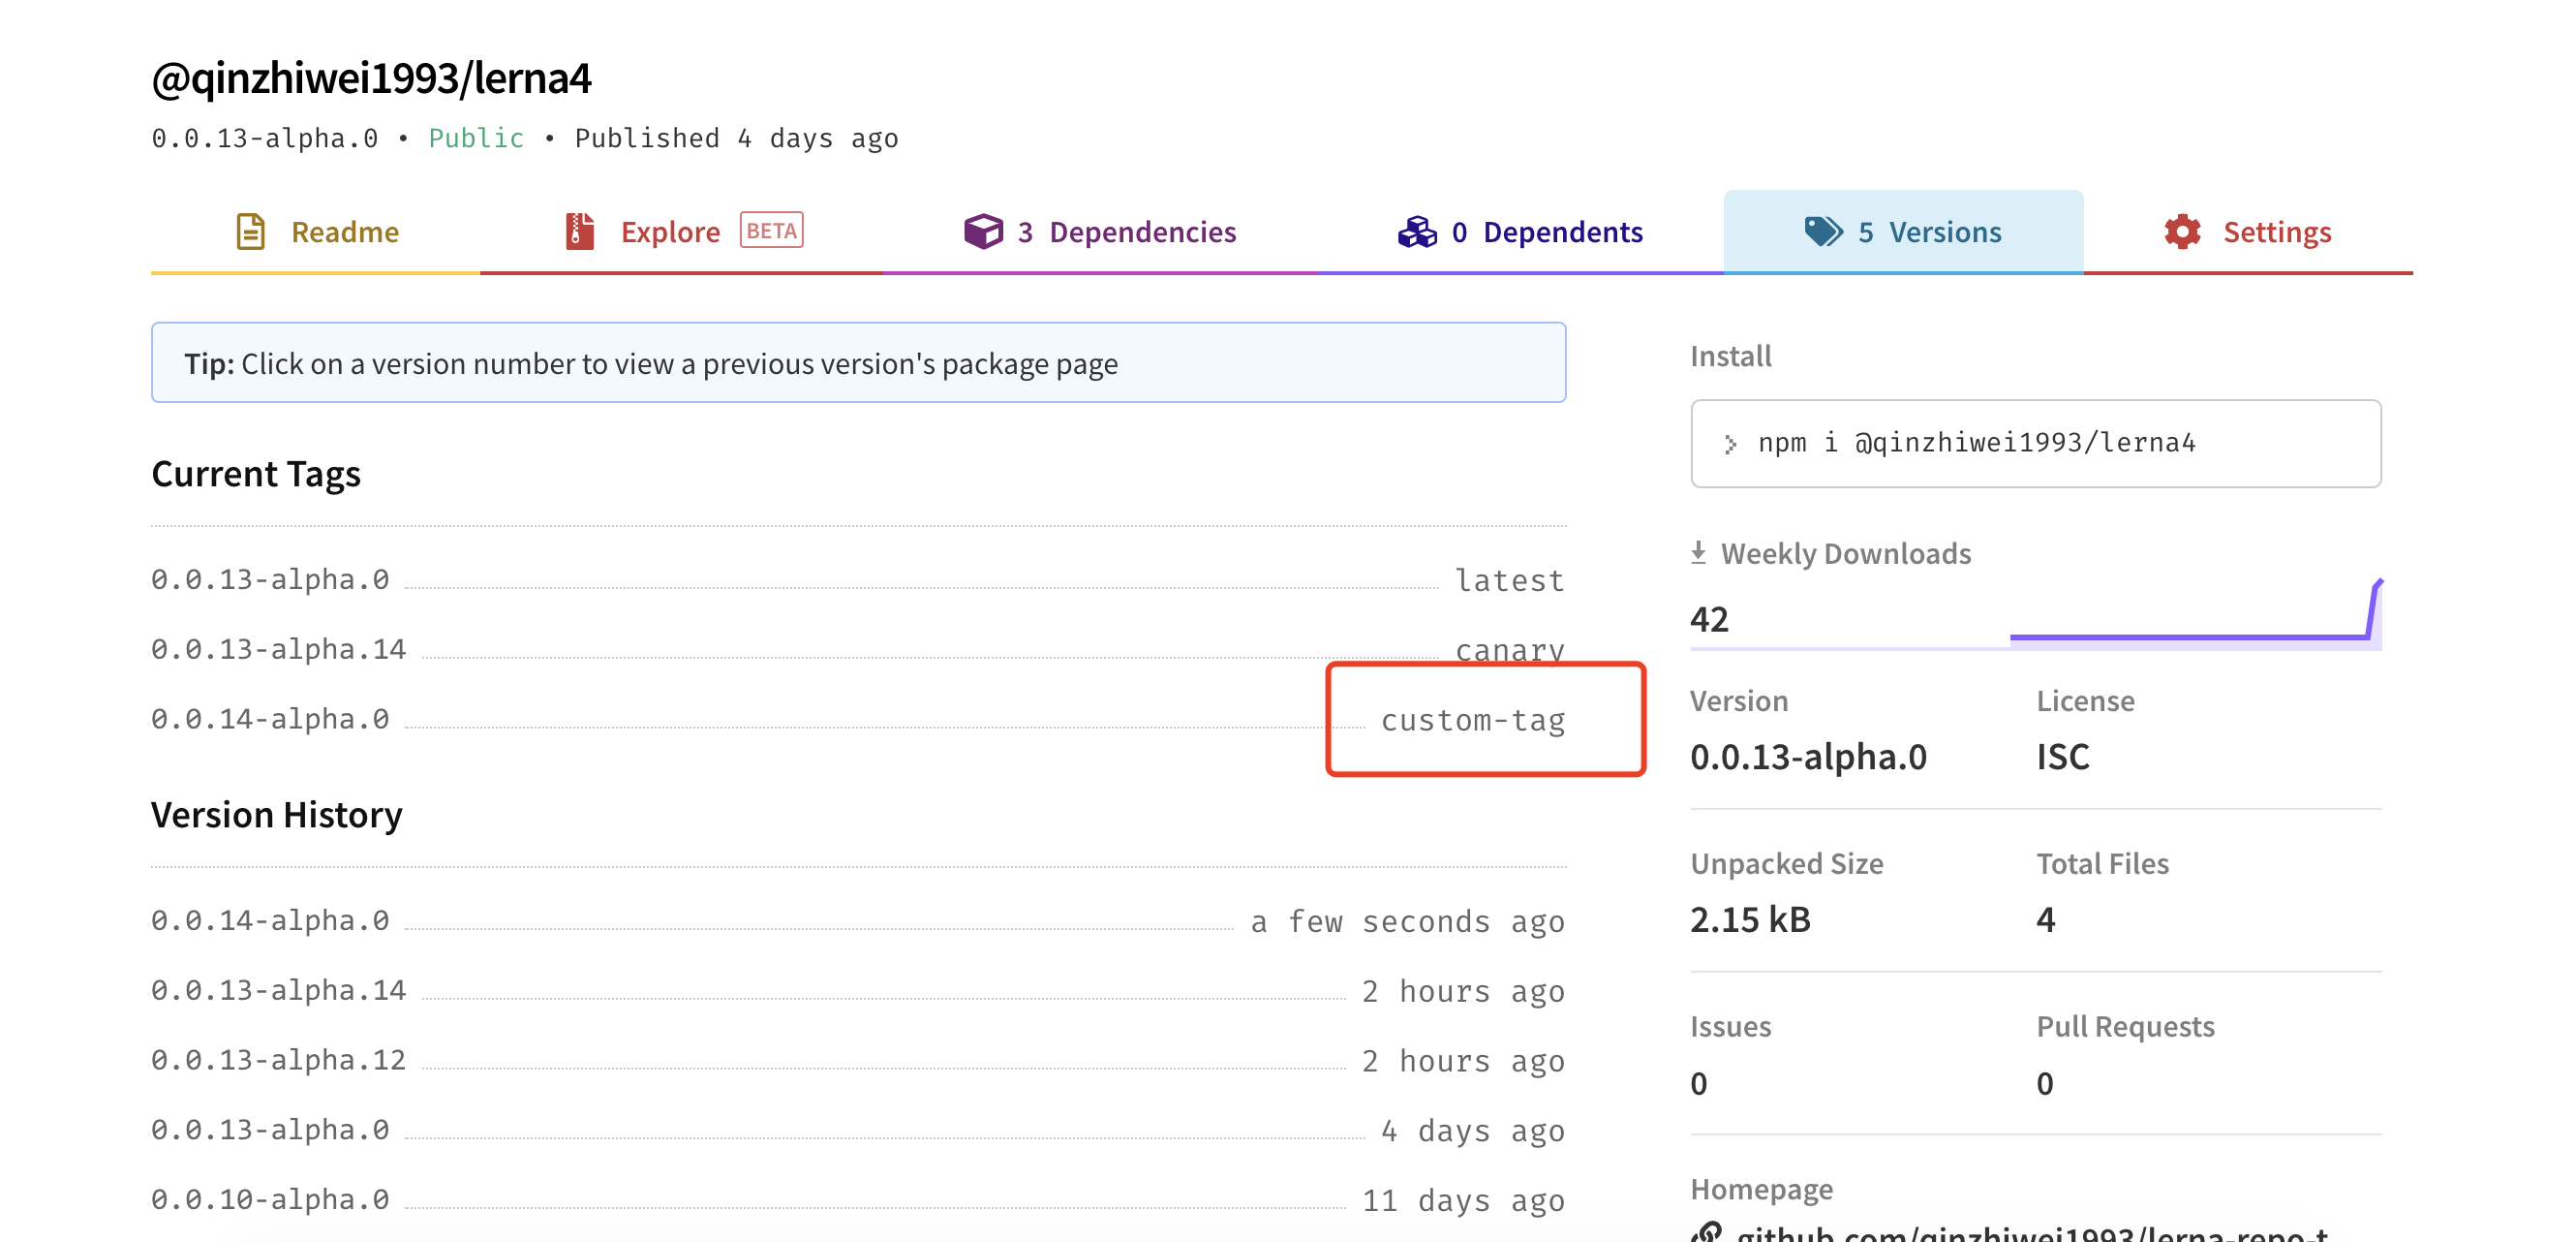 @qinzhiwei1993/lerna4
0.0.13-alpha.0 • Public • Published 4 days ago
Readme Explore BETA 3 Dependencies 0 Dependents 5 Versions Settings
Tip: Click on a version number to view a previous version's package page
Current Tags
0.0.13-alpha.0 latest
0.0.13-alpha.14 canary
0.0.14-alpha.0 custom-tag
Version History
0.0.14-alpha.0 a few seconds ago
0.0.13-alpha.14 2 hours ago
0.0.13-alpha.12 2 hours ago
0.0.13-alpha.0 4 days ago
0.0.10-alpha.0 11 days ago
Install
npm i @qinzhiwei1993/lerna4
Weekly Downloads
42
Version License
0.0.13-alpha.0 ISC
Unpacked Size Total Files
2.15 kB 4
Issues Pull Requests
0 0
Homepage
github.com/qinzhiwei1993/lerna-repo-t